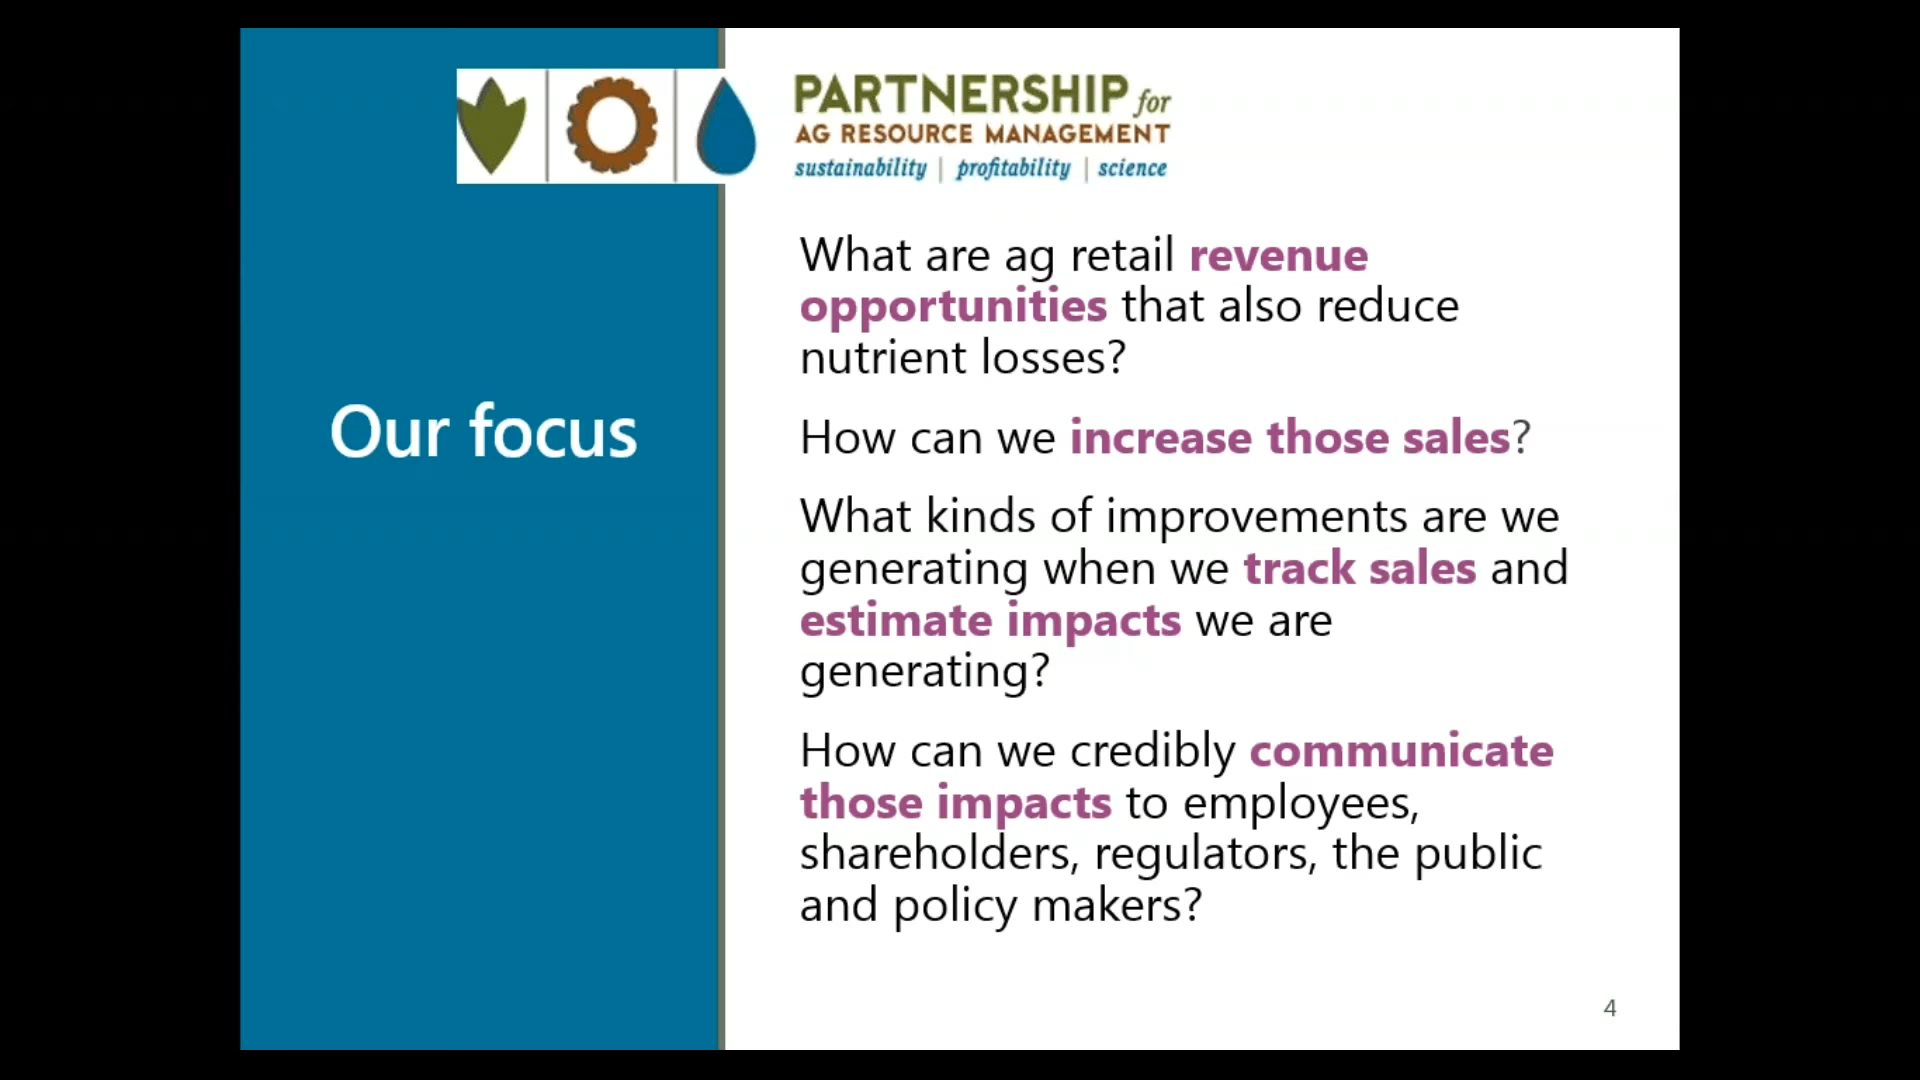 PARTNERSHIP for
AG RESOURCE MANAGEMENT
sustainability | profitability | science
Our focus
What are ag retail revenue
opportunities that also reduce
nutrient losses?
How can we increase those sales?
What kinds of improvements are we
generating when we track sales and
estimate impacts we are
generating?
How can we credibly communicate
those impacts to employees,
shareholders, regulators, the public
and policy makers?
4